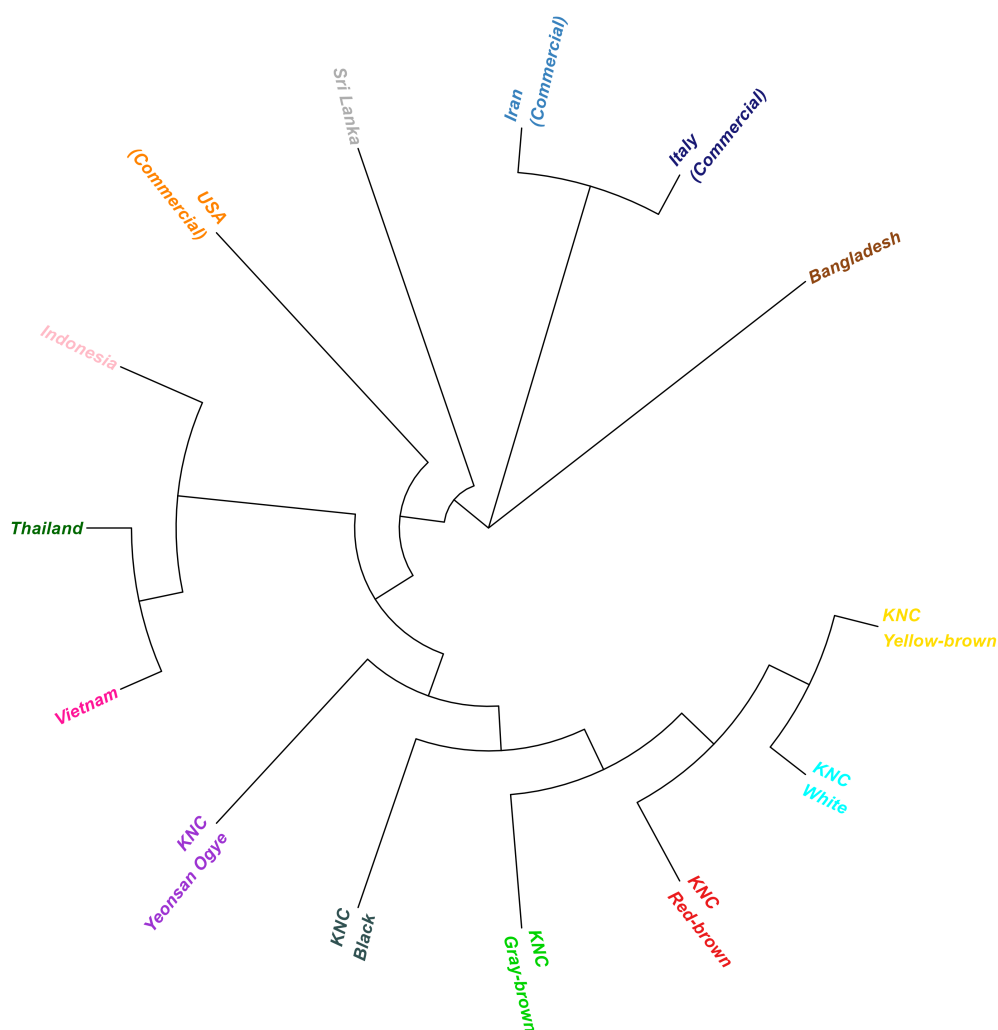 Iran
(Commercial)
Italy
(Commercial)
Sri Lanka
USA
(Commercial)
Bangladesh
Indonesia
Thailand
Vietnam
KNC
Yellow-brown
KNC
White
KNC
Red-brown
KNC
Gray-brown
KNC
Black
KNC
Yeonsan Ogye